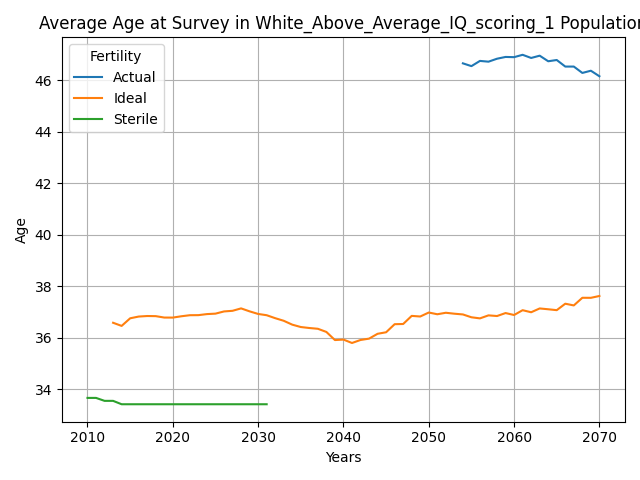 Average Age at Survey in White_Above_Average_IQ_scoring_1 Population
Fertility
Actual
Ideal
Sterile
46
44
42
40
38
36
34
Age
2010 2020 2030 2040 2050 2060 2070
Years